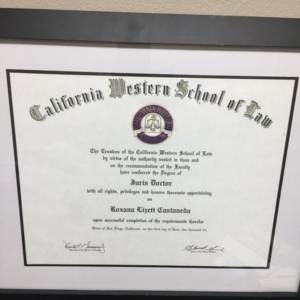 California Western School of Law
The Trustees of the California Western School of Law
by virtue of the authority vested in them and
on the recommendation of the Faculty
have conferred the Degree of
Juris Doctor
with all rights, privileges and honors thereunto appertaining
on
Roxana Lizett Castaneda
upon successful completion of the requirements therefor